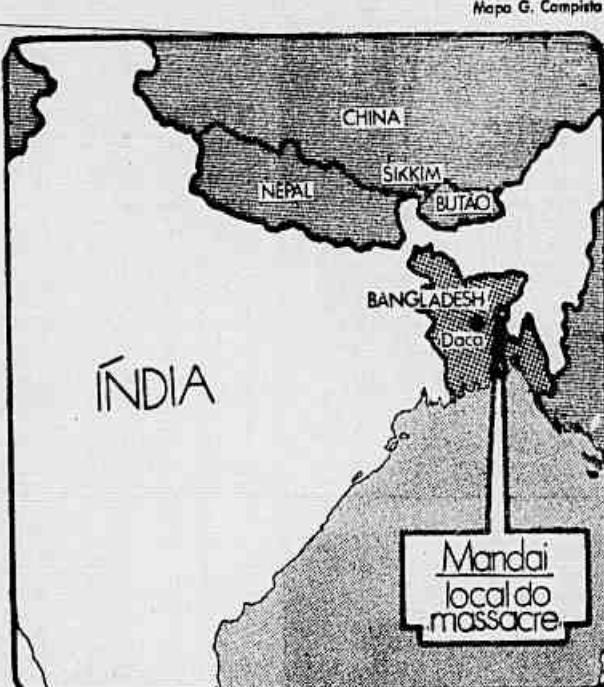 Mapa G. Campista
CHINA
NEPAL
SIKKIM
BUTÃO
BANGLADESH
Daca
ÍNDIA
Mandai
local do
massacre